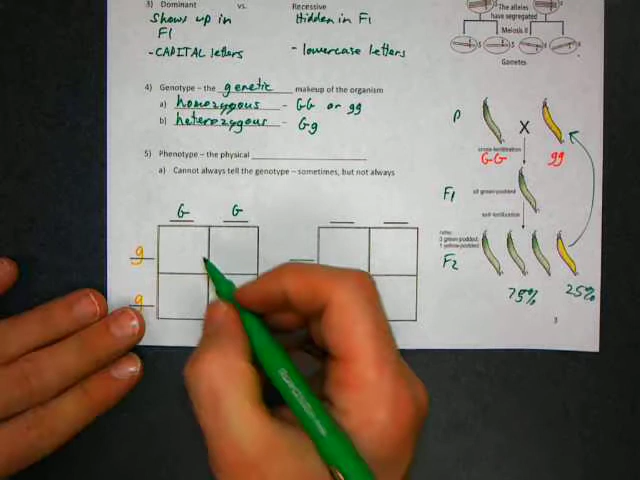 3) Dominant vs. Recessive
Shows up in F1
Hidden in F1
- CAPITAL letters
- lowercase letters
4) Genotype – the genetic makeup of the organism
a) homozygous - GG or gg
b) heterozygous - Gg
5) Phenotype – the physical
a) Cannot always tell the genotype – sometimes, but not always
G G
g
g
The alleles
have segregated
Meiosis II
Gametes
P X
cross-fertilization
GG gg
F1 all green-podded
self-fertilization
3 green-podded
1 yellow-podded
F2
75% 25%
3